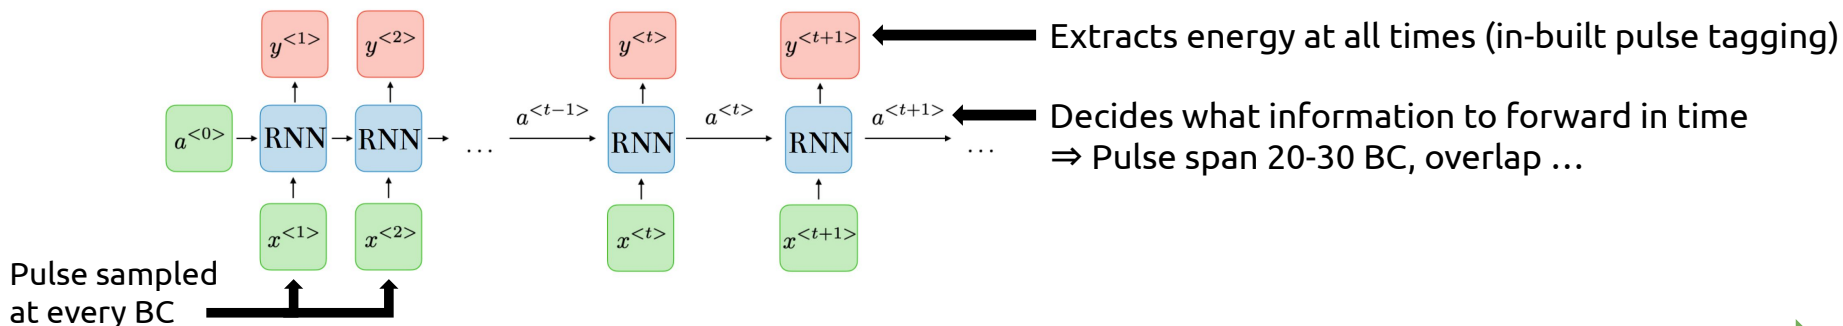 y<1> y<2> y<t> y<t+1> Extracts energy at all times (in-built pulse tagging)
a<0> RNN RNN ... a<t-1> RNN a<t> RNN a<t+1> ... Decides what information to forward in time
⇒ Pulse span 20-30 BC, overlap ...
x<1> x<2> x<t> x<t+1>
Pulse sampled
at every BC